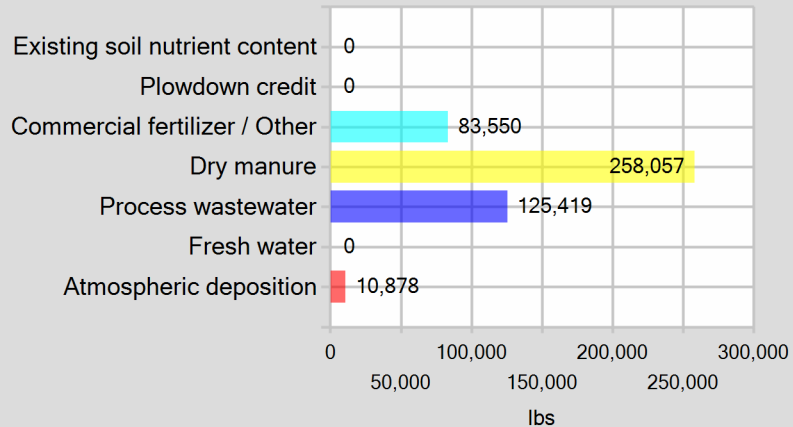 Existing soil nutrient content 0
Plowdown credit 0
Commercial fertilizer / Other 83,550
Dry manure 258,057
Process wastewater 125,419
Fresh water 0
Atmospheric deposition 10,878
0 100,000 200,000 300,000
50,000 150,000 250,000
lbs